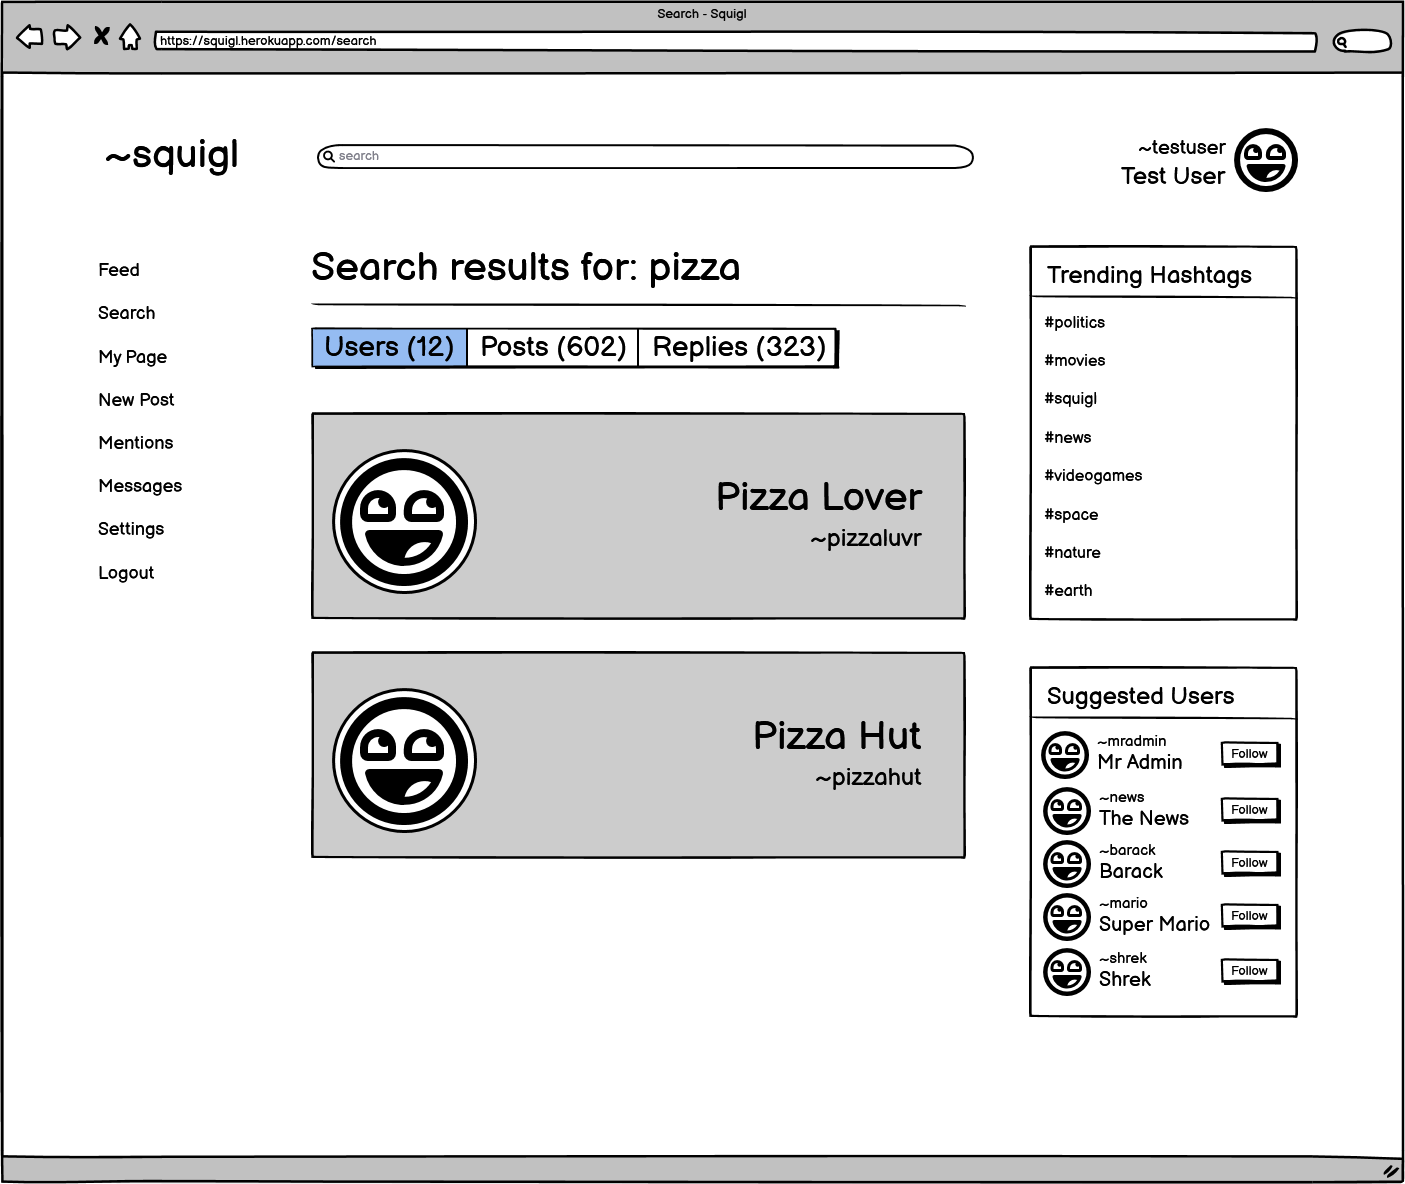 Search - Squigl
https://squigl.herokuapp.com/search
~squigl
search
~testuser
Test User
Feed
Search
My Page
New Post
Mentions
Messages
Settings
Logout
Search results for: pizza
Users (12)
Posts (602)
Replies (323)
Pizza Lover
~pizzaluvr
Pizza Hut
~pizzahut
Trending Hashtags
#politics
#movies
#squigl
#news
#videogames
#space
#nature
#earth
Suggested Users
~mradmin
Mr Admin
Follow
~news
The News
Follow
~barack
Barack
Follow
~mario
Super Mario
Follow
~shrek
Shrek
Follow